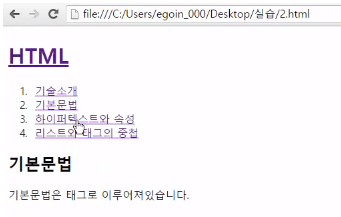 file:///C:/Users/egoin_000/Desktop/실습/2.html
HTML
1. 기술소개
2. 기본문법
3. 하이퍼텍스트와 속성
4. 리스트와 태그의 중첩
기본문법
기본문법은 태그로 이루어져있습니다.